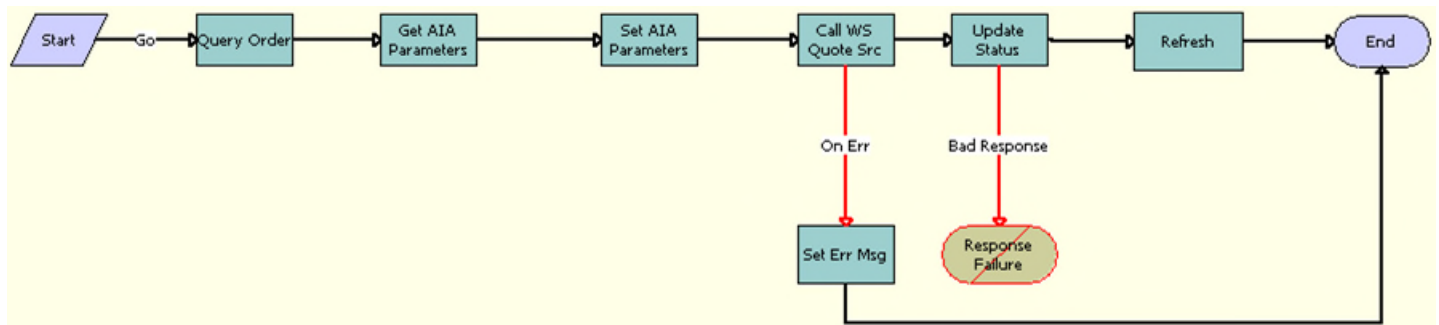 Start
Go
Query Order
Get AIA
Parameters
Set AIA
Parameters
Call WS
Quote Src
Update
Status
Refresh
End
On Err
Bad Response
Set Err Msg
Response
Failure